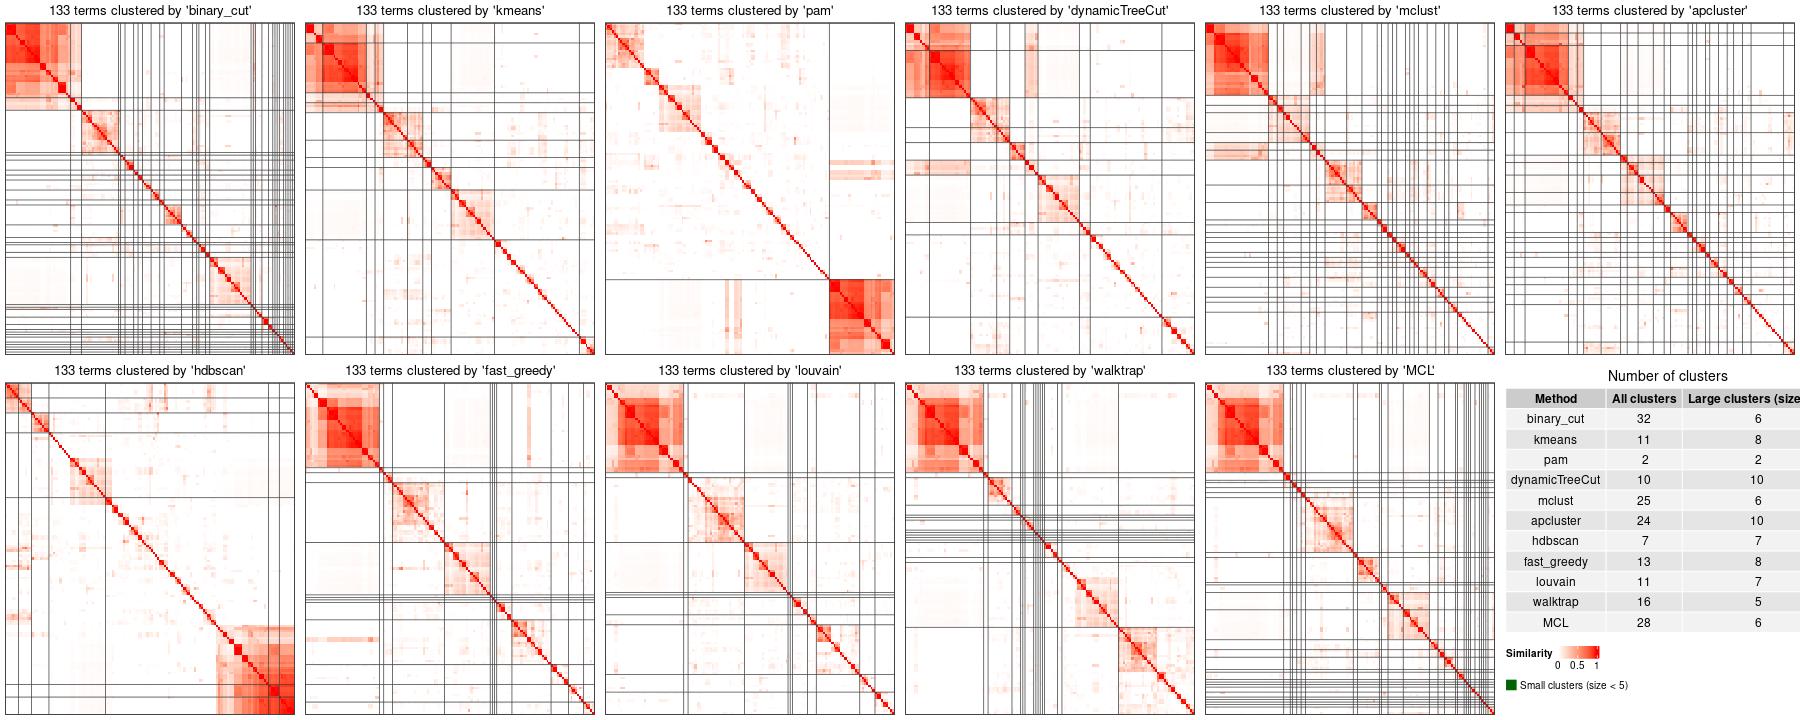 133 terms clustered by 'binary_cut'
133 terms clustered by 'kmeans'
133 terms clustered by 'pam'
133 terms clustered by 'dynamicTreeCut'
133 terms clustered by 'mclust'
133 terms clustered by 'apcluster'
133 terms clustered by 'hdbscan'
133 terms clustered by 'fast_greedy'
133 terms clustered by 'louvain'
133 terms clustered by 'walktrap'
133 terms clustered by 'MCL'
Number of clusters
Method All clusters Large clusters (size
binary_cut 32 6
kmeans 11 8
pam 2 2
dynamicTreeCut 10 10
mclust 25 6
apcluster 24 10
hdbscan 7 7
fast_greedy 13 8
louvain 11 7
walktrap 16 5
MCL 28 6
Similarity
0 0.5 1
Small clusters (size < 5)